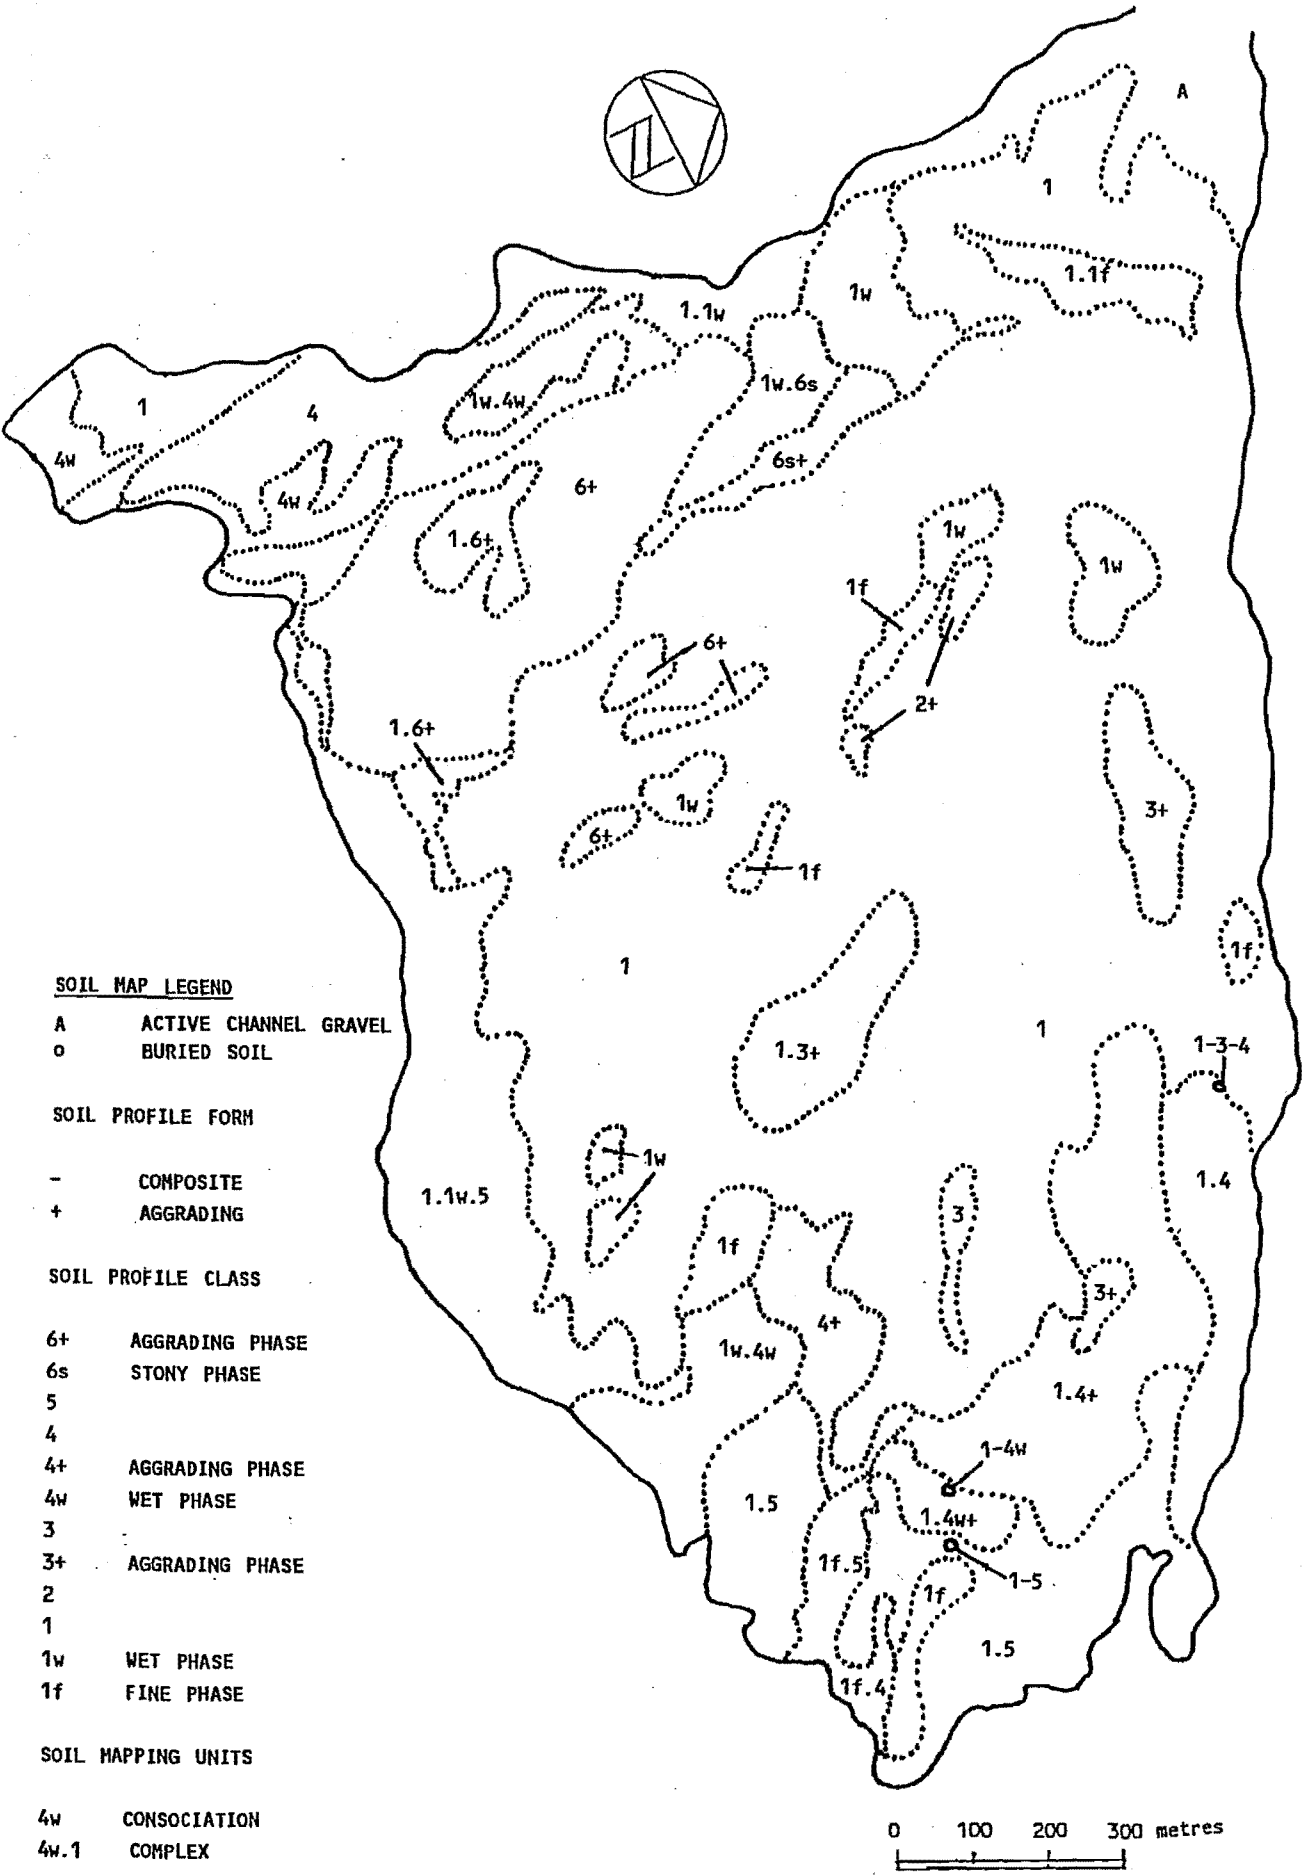 A
1
1.1f
1w
1.1w
1w.6s
1
4
1w.4w
4w
6s+
4w
6+
1.6+
1w
1w
1f
6+
2+
1.6+
1w
3+
6+
1f
1f
1
1
1.3+
1-3-4
1w
1.4
1.1w.5
3
1f
3+
4+
1w.4w
1.4+
1-4w
1.5
1.4w+
1f.5
1-5
1f
1.5
1f.4
SOIL MAP LEGEND
A ACTIVE CHANNEL GRAVEL
o BURIED SOIL
SOIL PROFILE FORM
- COMPOSITE
+ AGGRADING
SOIL PROFILE CLASS
6+ AGGRADING PHASE
6s STONY PHASE
5
4
4+ AGGRADING PHASE
4w WET PHASE
3
3+ AGGRADING PHASE
2
1
1w WET PHASE
1f FINE PHASE
SOIL MAPPING UNITS
4w CONSOCIATION
4w.1 COMPLEX
0 100 200 300 metres